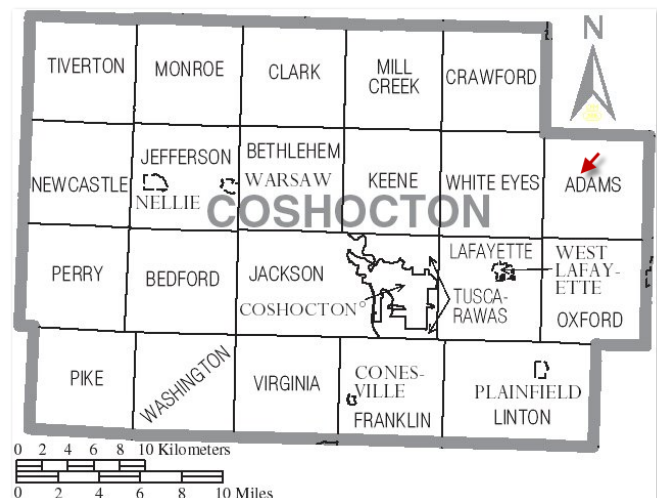 N
TIVERTON
MONROE
CLARK
MILL
CREEK
CRAWFORD
NEWCASTLE
JEFFERSON
NELLIE
BETHLEHEM
WARSAW
KEENE
WHITE EYES
ADAMS
COSHOCTON
PERRY
BEDFORD
JACKSON
COSHOCTON
LAFAYETTE
TUSCA-
RAWAS
WEST
LAFAY-
ETTE
OXFORD
PIKE
WASHINGTON
VIRGINIA
CONES-
VILLE
FRANKLIN
PLAINFIELD
LINTON
0 2 4 6 8 10 Kilometers
0 2 4 6 8 10 Miles